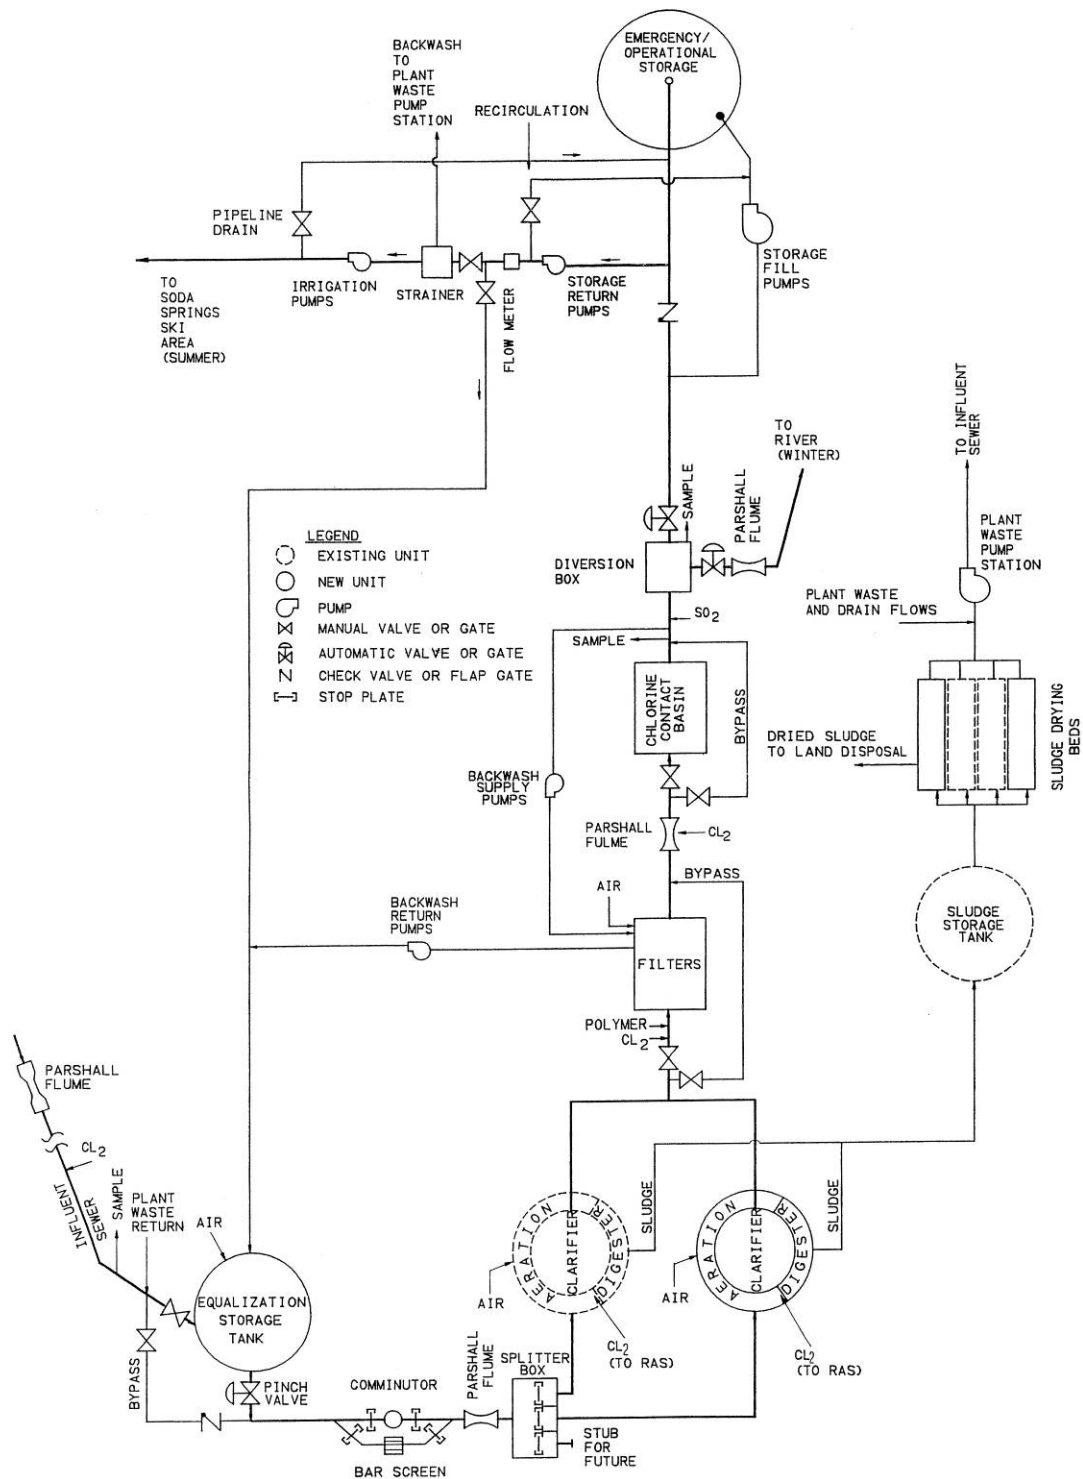 EMERGENCY/
OPERATIONAL
STORAGE
BACKWASH
TO
PLANT
WASTE
PUMP
STATION
RECIRCULATION
PIPELINE
DRAIN
IRRIGATION
PUMPS
STRAINER
FLOW METER
STORAGE
RETURN
PUMPS
STORAGE
FILL
PUMPS
TO
SODA
SPRINGS
SKI
AREA
(SUMMER)
TO INFLUENT
SEWER
TO
RIVER
(WINTER)
SAMPLE
PARSHALL
FLUME
DIVERSION
BOX
PLANT
WASTE
PUMP
STATION
PLANT WASTE
AND DRAIN FLOWS
LEGEND
EXISTING UNIT
NEW UNIT
PUMP
MANUAL VALVE OR GATE
AUTOMATIC VALVE OR GATE
CHECK VALVE OR FLAP GATE
STOP PLATE
SO2
SAMPLE
CHLORINE
CONTACT
BASIN
BYPASS
DRIED SLUDGE
TO LAND DISPOSAL
SLUDGE DRYING
BEDS
BACKWASH
SUPPLY
PUMPS
PARSHALL
FULME
CL2
BYPASS
AIR
BACKWASH
RETURN
PUMPS
FILTERS
SLUDGE
STORAGE
TANK
POLYMER
CL2
PARSHALL
FLUME
CL2
INFLUENT
SEWER
SAMPLE
PLANT
WASTE
RETURN
AIR
EQUALIZATION
STORAGE
TANK
BYPASS
PINCH
VALVE
COMMINUTOR
BAR SCREEN
PARSHALL
FLUME
SPLITTER
BOX
STUB
FOR
FUTURE
AERATION
CLARIFIER
DIGESTER
SLUDGE
AIR
CL2
(TO RAS)
AERATION
CLARIFIER
DIGESTER
SLUDGE
AIR
CL2
(TO RAS)